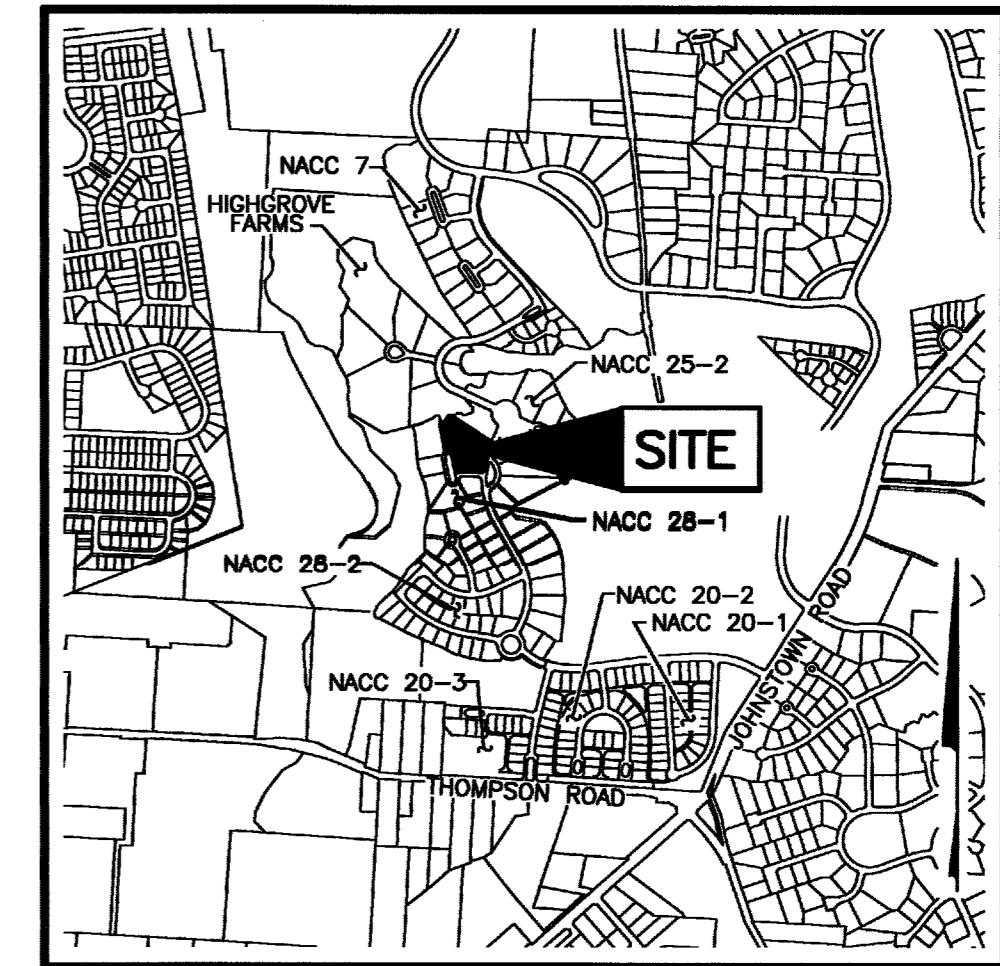 NACC 7
HIGHGROVE
FARMS
NACC 25-2
SITE
NACC 28-1
NACC 28-2
NACC 20-2
NACC 20-1
JOHNSTOWN ROAD
NACC 20-3
THOMPSON ROAD